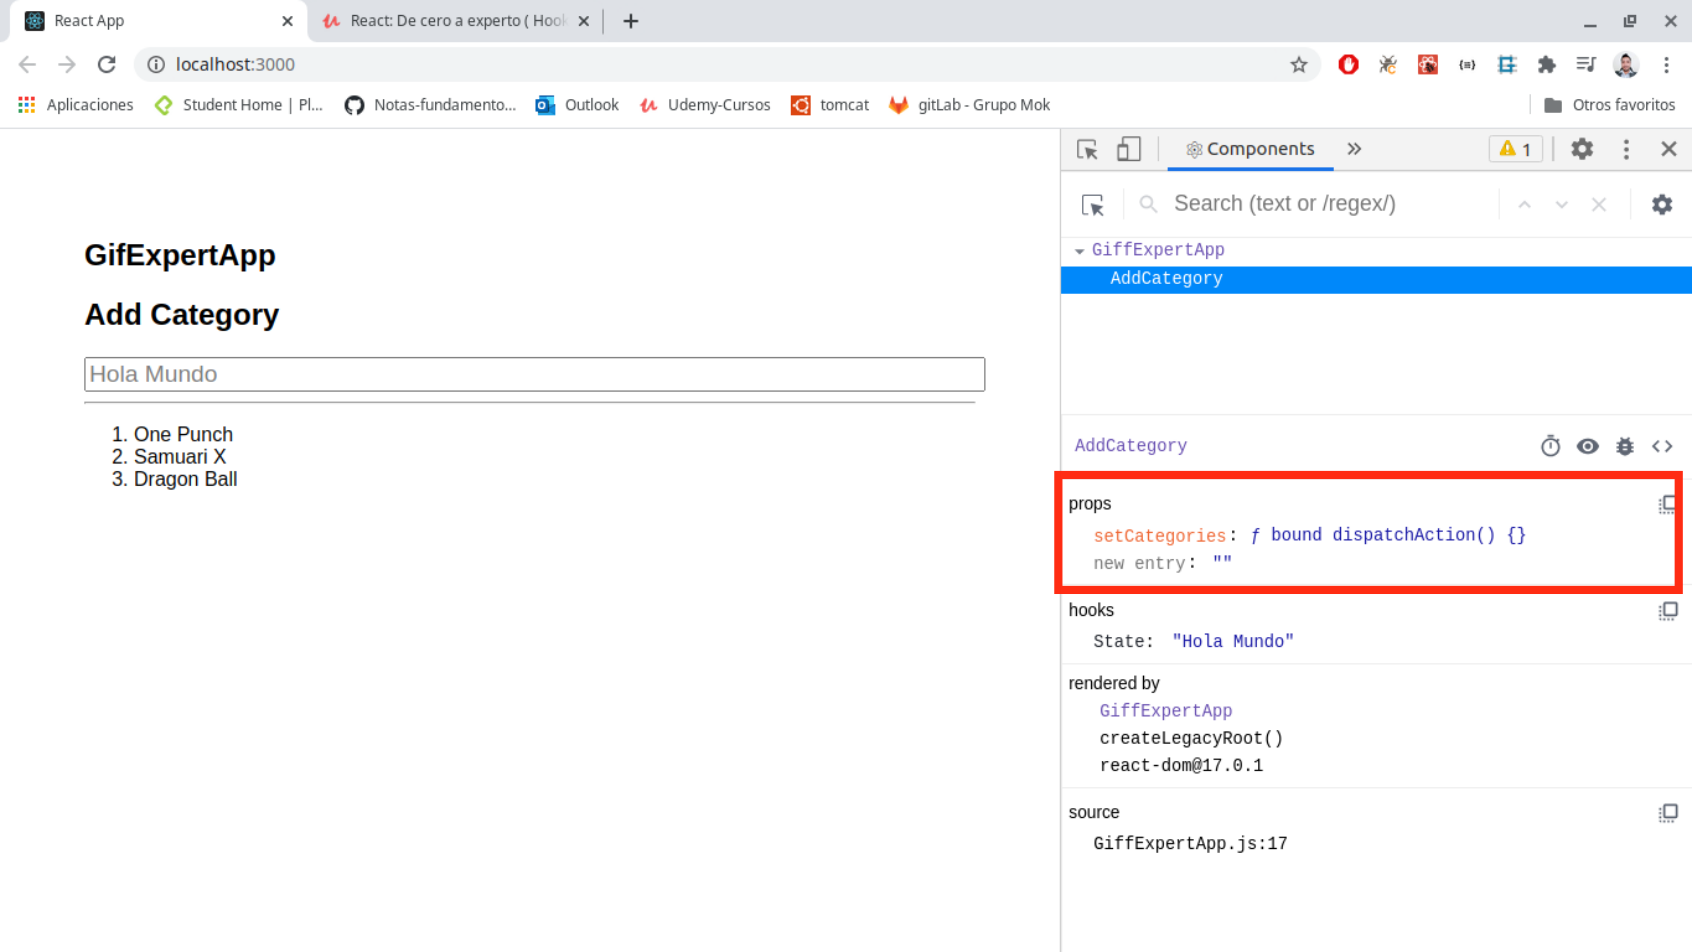 React App
React: De cero a experto ( Hook
localhost:3000
Aplicaciones
Student Home | Pl...
Notas-fundamento...
Outlook
Udemy-Cursos
tomcat
gitLab - Grupo Mok
Otros favoritos
GifExpertApp
Add Category
Hola Mundo
1. One Punch
2. Samuari X
3. Dragon Ball
Components
1
Search (text or /regex/)
GiffExpertApp
AddCategory
AddCategory
props
setCategories: ƒ bound dispatchAction() {}
new entry: ""
hooks
State: "Hola Mundo"
rendered by
GiffExpertApp
createLegacyRoot()
react-dom@17.0.1
source
GiffExpertApp.js:17